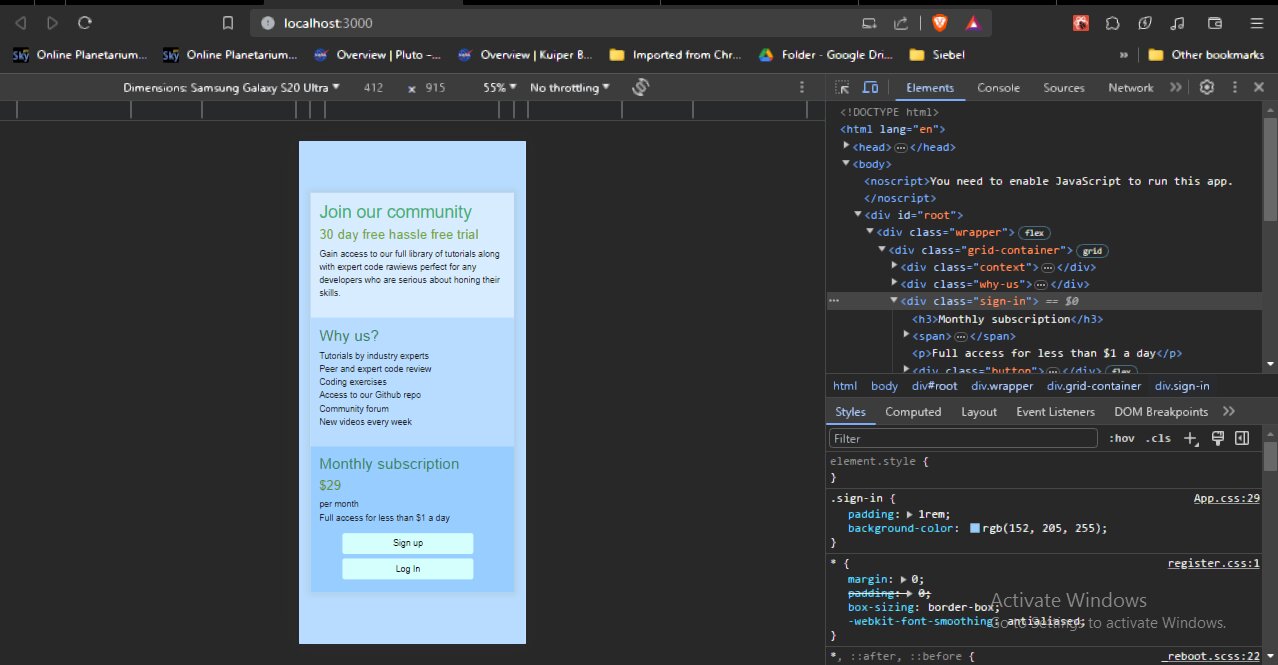 localhost:3000
Online Planetarium...
Online Planetarium...
Overview | Pluto –...
Overview | Kuiper B...
Imported from Chr...
Folder - Google Dri...
Siebel
»
Other bookmarks
Dimensions: Samsung Galaxy S20 Ultra ▼ 412 × 915 55% ▼ No throttling ▼
Elements Console Sources Network »
Join our community
30 day free hassle free trial
Gain access to our full library of tutorials along
with expert code rawiews perfect for any
developers who are serious about honing their
skills.
Why us?
Tutorials by industry experts
Peer and expert code review
Coding exercises
Access to our Github repo
Community forum
New videos every week
Monthly subscription
$29
per month
Full access for less than $1 a day
Sign up
Log In
<!DOCTYPE html>
<html lang="en">
<head> ⋯ </head>
<body>
<noscript>You need to enable JavaScript to run this app.
</noscript>
<div id="root">
<div class="wrapper"> flex
<div class="grid-container"> grid
<div class="context"> ⋯ </div>
<div class="why-us"> ⋯ </div>
<div class="sign-in"> == $0
<h3>Monthly subscription</h3>
<span> ⋯ </span>
<p>Full access for less than $1 a day</p>
<div class="button"> ⋯ </div> flex
html body div#root div.wrapper div.grid-container div.sign-in
Styles Computed Layout Event Listeners DOM Breakpoints »
Filter :hov .cls
element.style {
}
.sign-in { App.css:29
padding: 1rem;
background-color: rgb(152, 205, 255);
}
* { register.css:1
margin: 0;
padding: 0;
box-sizing: border-box;
-webkit-font-smoothing: antialiased;
}
*, ::after, ::before { _reboot.scss:22
Activate Windows
Go to Settings to activate Windows.